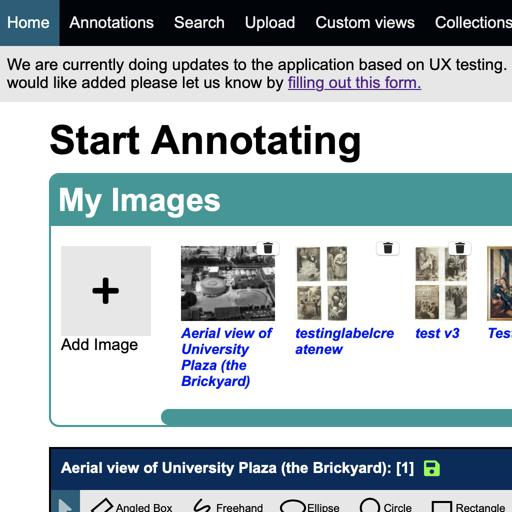 Home Annotations Search Upload Custom views Collections
We are currently doing updates to the application based on UX testing.
would like added please let us know by filling out this form.
Start Annotating
My Images
Add Image
Aerial view of
University
Plaza (the
Brickyard)
testinglabelcre
atenew
test v3
Aerial view of University Plaza (the Brickyard): [1]
Angled Box Freehand Ellipse Circle Rectangle